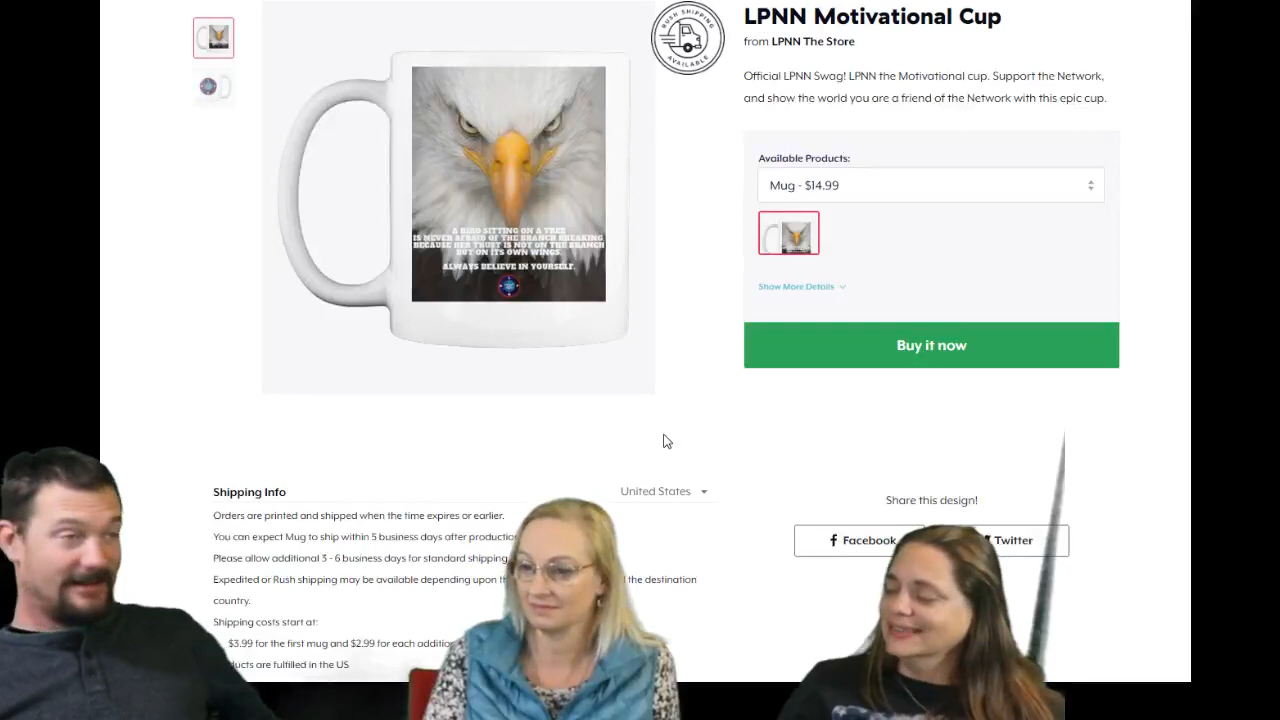 RUSH SHIPPING
AVAILABLE
LPNN Motivational Cup
from LPNN The Store
Official LPNN Swag! LPNN the Motivational cup. Support the Network,
and show the world you are a friend of the Network with this epic cup.
Available Products:
Mug - $14.99
Show More Details
Buy it now
A BIRD SITTING ON A TREE
IS NEVER AFRAID OF THE BRANCH BREAKING
BECAUSE HER TRUST IS NOT ON THE BRANCH
BUT ON ITS OWN WINGS.
ALWAYS BELIEVE IN YOURSELF.
Shipping Info
United States
Orders are printed and shipped when the time expires or earlier.
You can expect Mug to ship within 5 business days after production
Please allow additional 3 - 6 business days for standard shipping
Expedited or Rush shipping may be available depending upon the destination
country.
Shipping costs start at:
$3.99 for the first mug and $2.99 for each
are fulfilled in the US
Share this design!
Facebook
Twitter